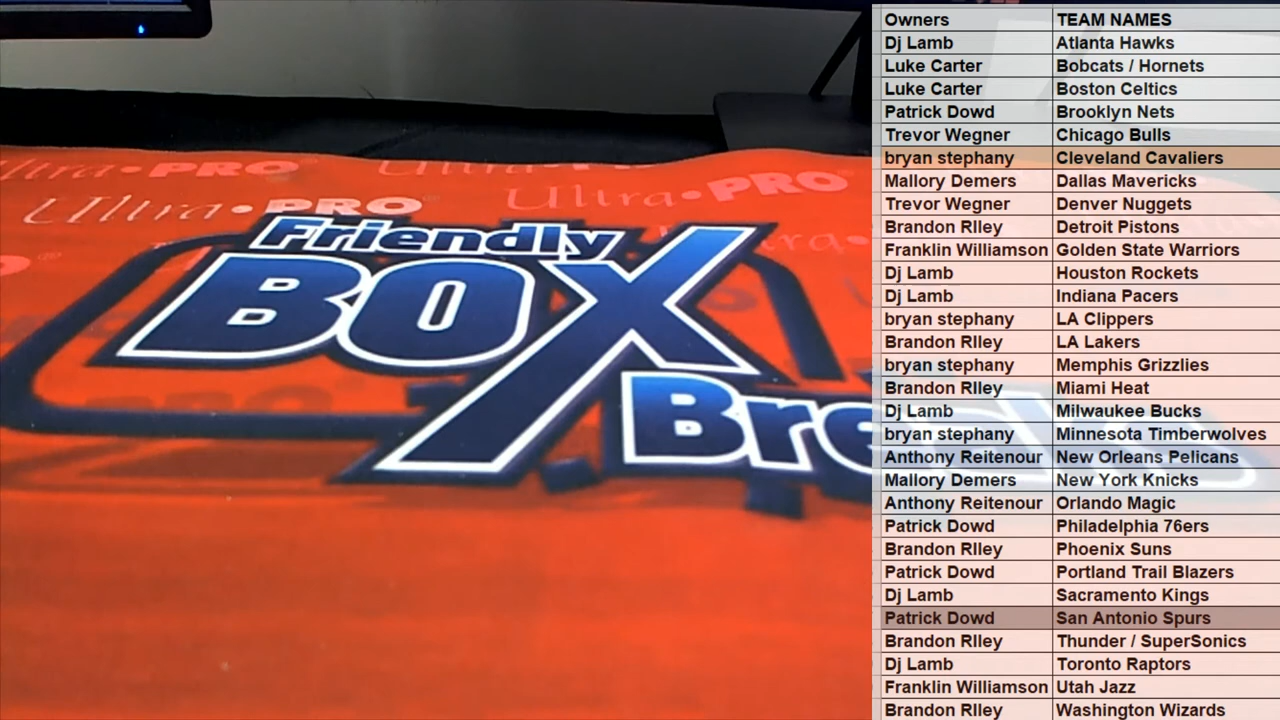 Ultra•PRO®
Ultra
Ultra•PRO®
Ultra•PRO
Friendly
BOX
Breaks
Owners TEAM NAMES
Dj Lamb Atlanta Hawks
Luke Carter Bobcats / Hornets
Luke Carter Boston Celtics
Patrick Dowd Brooklyn Nets
Trevor Wegner Chicago Bulls
bryan stephany Cleveland Cavaliers
Mallory Demers Dallas Mavericks
Trevor Wegner Denver Nuggets
Brandon RIley Detroit Pistons
Franklin Williamson Golden State Warriors
Dj Lamb Houston Rockets
Dj Lamb Indiana Pacers
bryan stephany LA Clippers
Brandon RIley LA Lakers
bryan stephany Memphis Grizzlies
Brandon RIley Miami Heat
Dj Lamb Milwaukee Bucks
bryan stephany Minnesota Timberwolves
Anthony Reitenour New Orleans Pelicans
Mallory Demers New York Knicks
Anthony Reitenour Orlando Magic
Patrick Dowd Philadelphia 76ers
Brandon RIley Phoenix Suns
Patrick Dowd Portland Trail Blazers
Dj Lamb Sacramento Kings
Patrick Dowd San Antonio Spurs
Brandon RIley Thunder / SuperSonics
Dj Lamb Toronto Raptors
Franklin Williamson Utah Jazz
Brandon RIley Washington Wizards